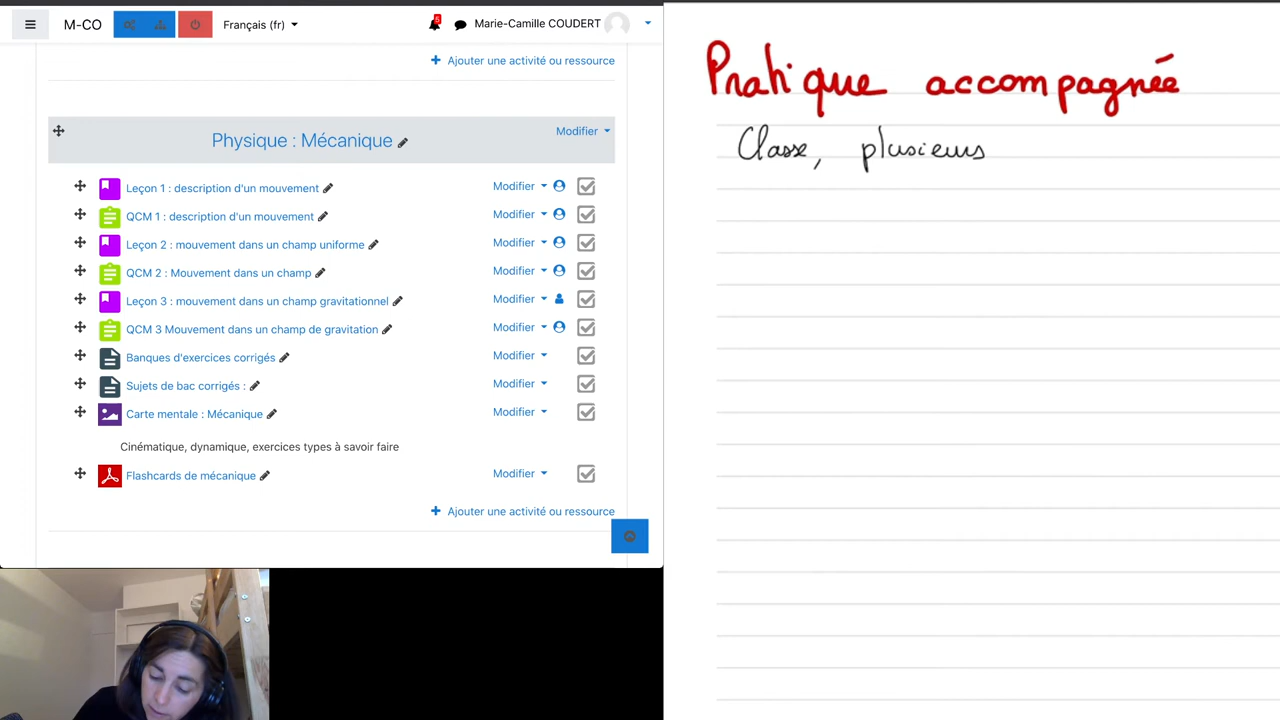 M-CO
Français (fr)
5
Marie-Camille COUDERT
Ajouter une activité ou ressource
Physique : Mécanique
Modifier
Leçon 1 : description d'un mouvement
Modifier
QCM 1 : description d'un mouvement
Modifier
Leçon 2 : mouvement dans un champ uniforme
Modifier
QCM 2 : Mouvement dans un champ
Modifier
Leçon 3 : mouvement dans un champ gravitationnel
Modifier
QCM 3 Mouvement dans un champ de gravitation
Modifier
Banques d'exercices corrigés
Modifier
Sujets de bac corrigés :
Modifier
Carte mentale : Mécanique
Modifier
Cinématique, dynamique, exercices types à savoir faire
Flashcards de mécanique
Modifier
Ajouter une activité ou ressource
Pratique accompagnée
Classe, plusieurs